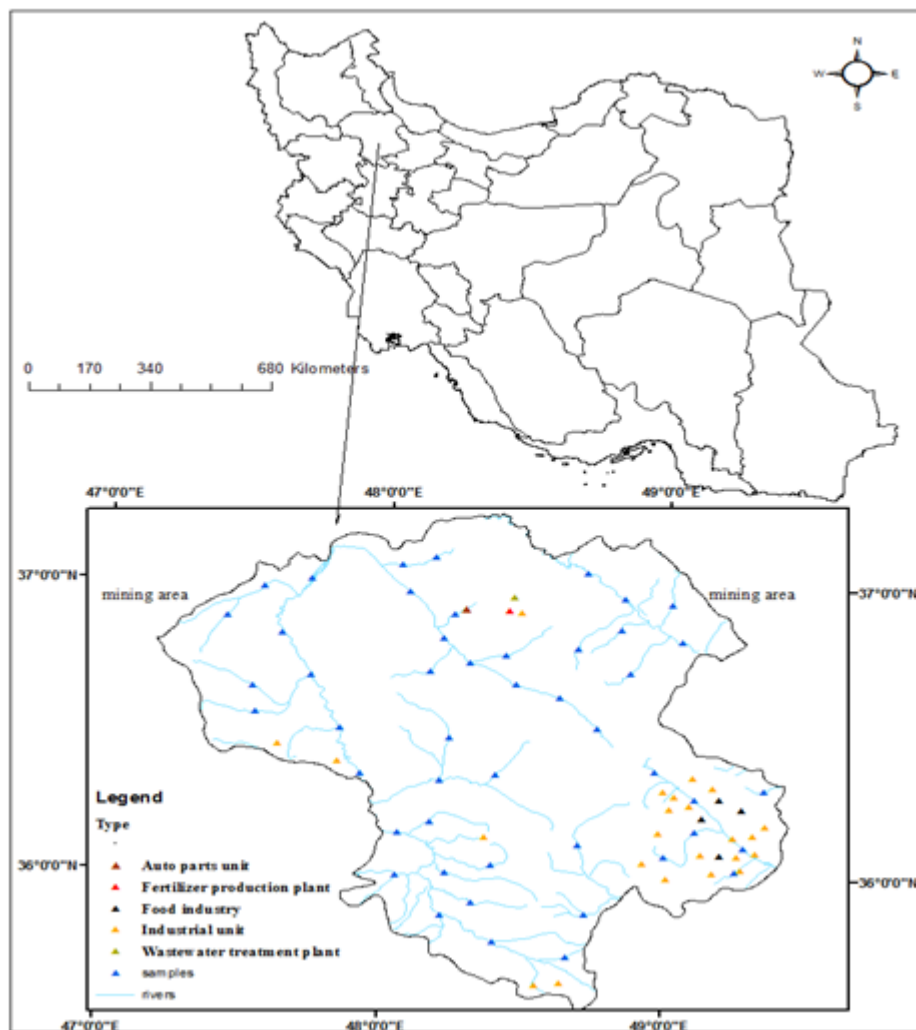 N
W E
S
0 170 340 680 Kilometers
47°0'0"E 48°0'0"E 49°0'0"E
37°0'0"N 37°0'0"N
mining area mining area
36°0'0"N 36°0'0"N
Legend
Type
Auto parts unit
Fertilizer production plant
Food industry
Industrial unit
Wastewater treatment plant
samples
rivers
47°0'0"E 48°0'0"E 49°0'0"E